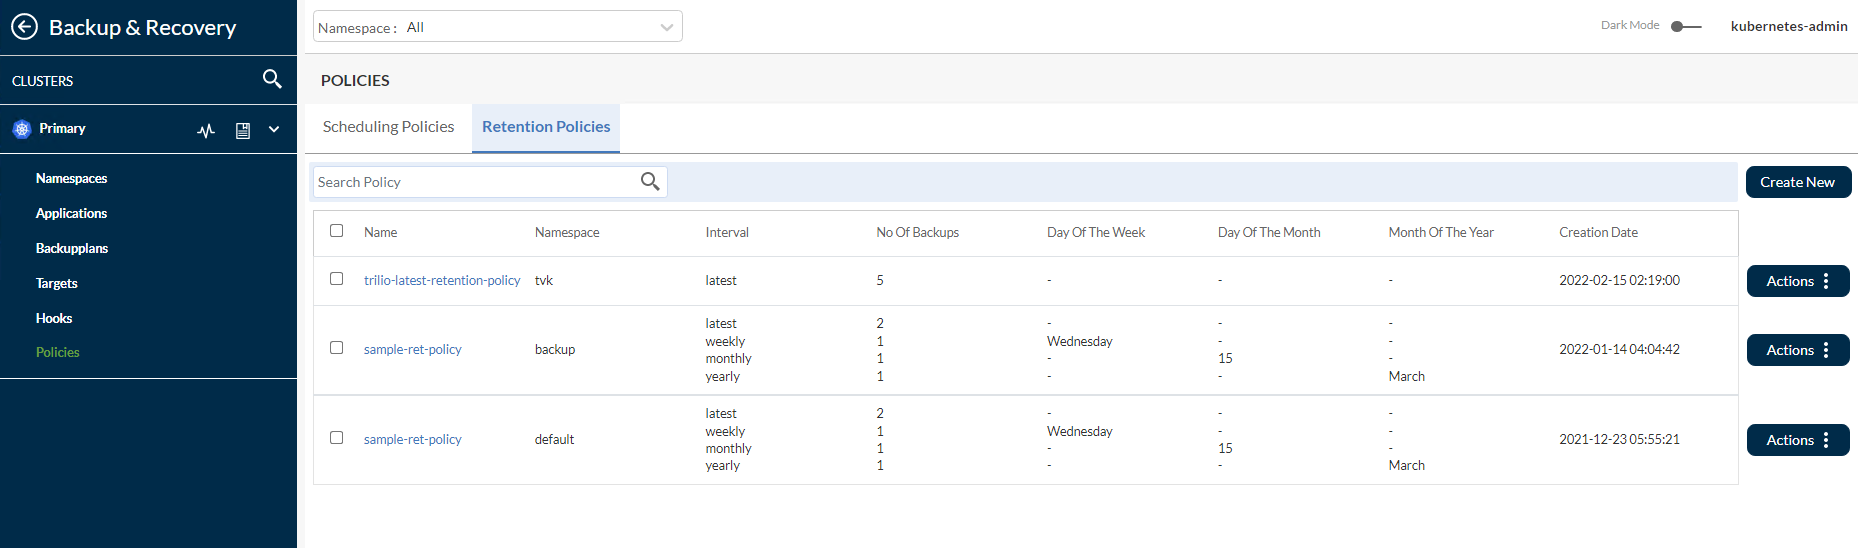 Backup & Recovery
Namespace : All
Dark Mode
kubernetes-admin
CLUSTERS
POLICIES
Primary
Scheduling Policies Retention Policies
Namespaces
Applications
Backupplans
Targets
Hooks
Policies
Search Policy
Create New
Name Namespace Interval No Of Backups Day Of The Week Day Of The Month Month Of The Year Creation Date
trilio-latest-retention-policy tvk latest 5 - - - 2022-02-15 02:19:00 Actions
latest 2 - - -
weekly 1 Wednesday - -
sample-ret-policy backup 2022-01-14 04:04:42 Actions
monthly 1 - 15 -
yearly 1 - - March
latest 2 - - -
weekly 1 Wednesday - -
sample-ret-policy default 2021-12-23 05:55:21 Actions
monthly 1 - 15 -
yearly 1 - - March